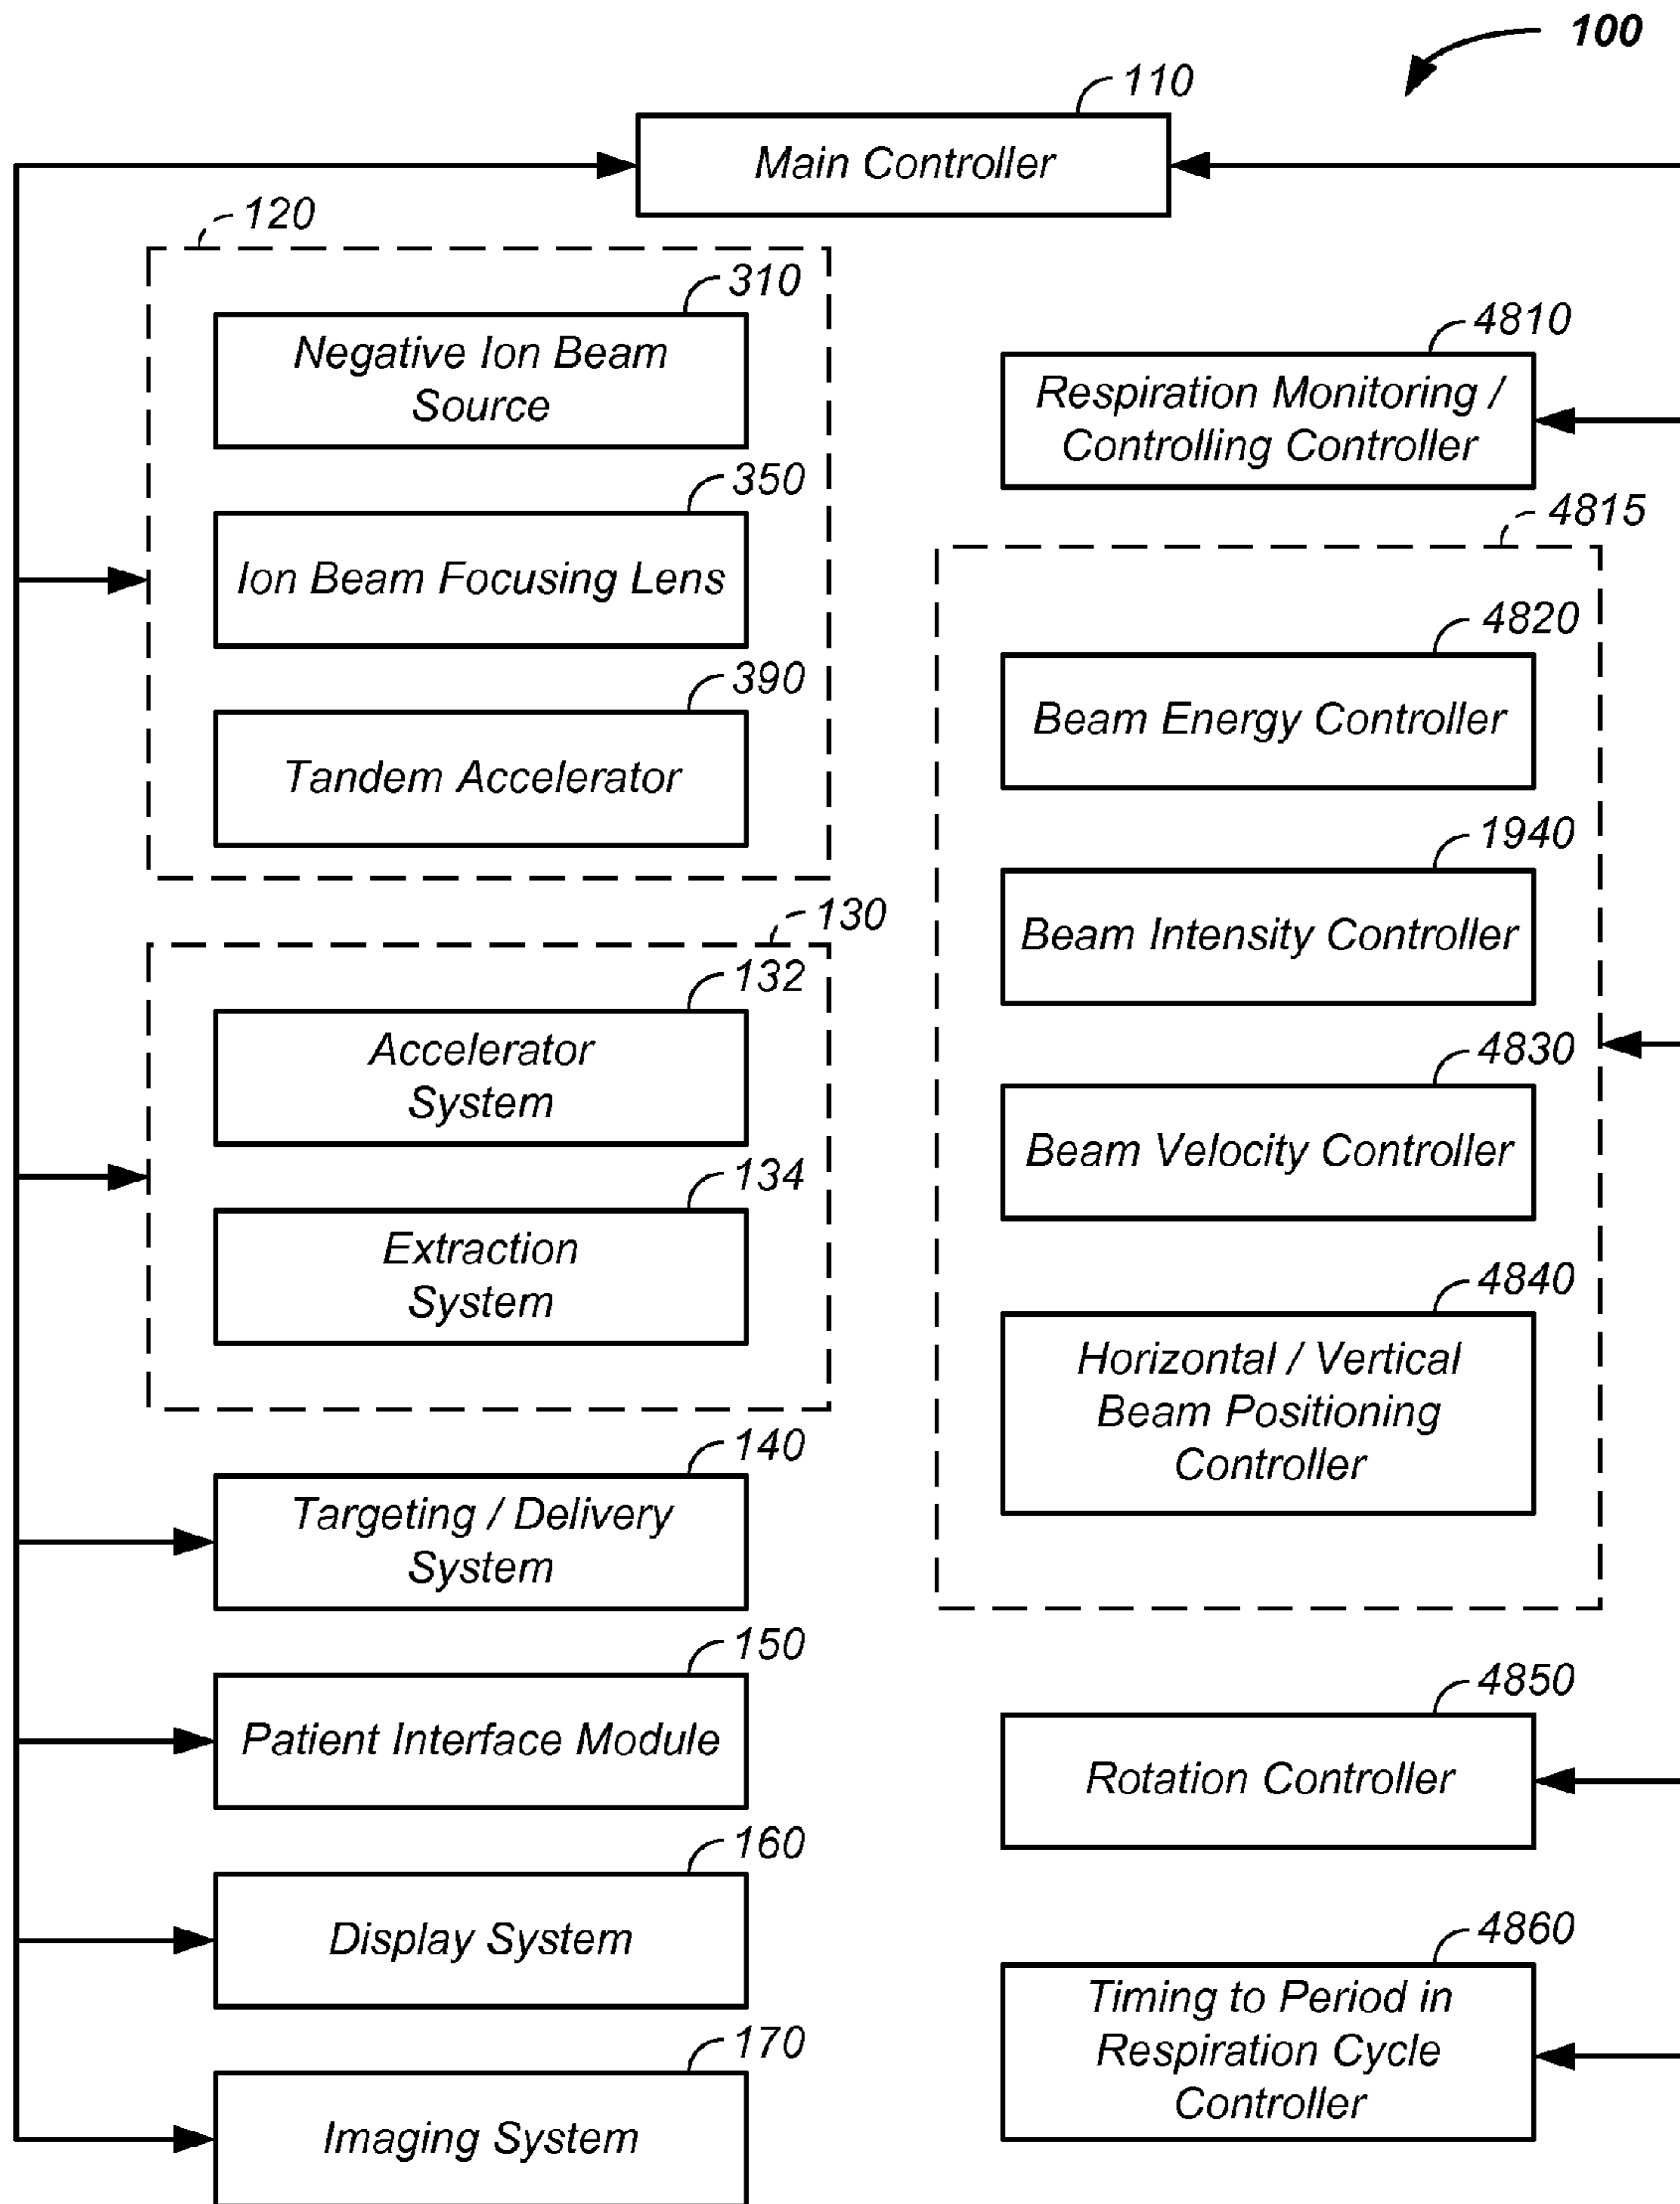 100
110
Main Controller
120
310
Negative Ion Beam
Source
350
Ion Beam Focusing Lens
390
Tandem Accelerator
130
132
Accelerator
System
134
Extraction
System
140
Targeting / Delivery
System
150
Patient Interface Module
160
Display System
170
Imaging System
4810
Respiration Monitoring /
Controlling Controller
4815
4820
Beam Energy Controller
1940
Beam Intensity Controller
4830
Beam Velocity Controller
4840
Horizontal / Vertical
Beam Positioning
Controller
4850
Rotation Controller
4860
Timing to Period in
Respiration Cycle
Controller